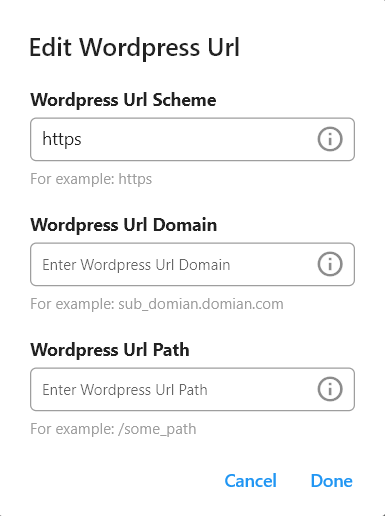 Edit Wordpress Url
Wordpress Url Scheme
https
For example: https
Wordpress Url Domain
Enter Wordpress Url Domain
For example: sub_domian.domian.com
Wordpress Url Path
Enter Wordpress Url Path
For example: /some_path
Cancel Done